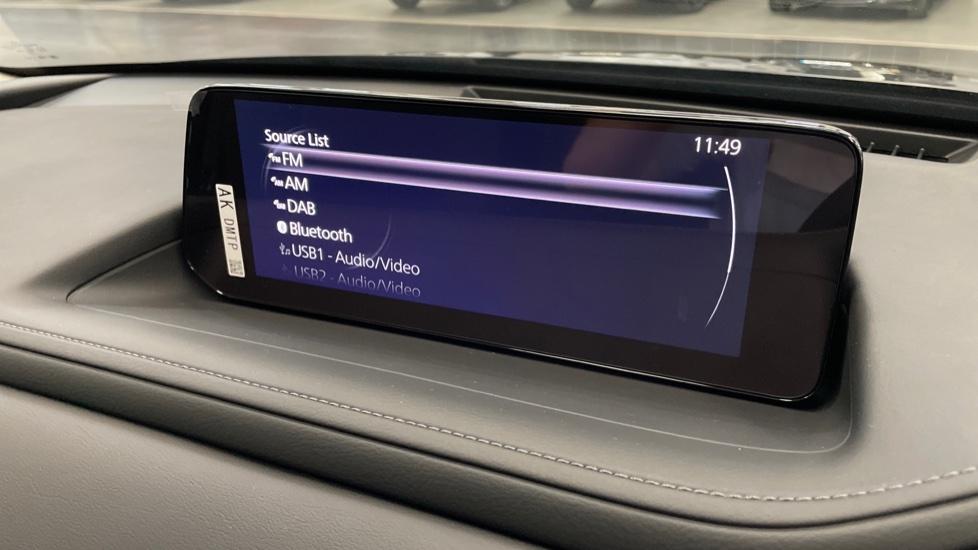 Source List
11:49
FM
AM
DAB
Bluetooth
USB1 - Audio/Video
USB2 - Audio/Video
AK DMTP